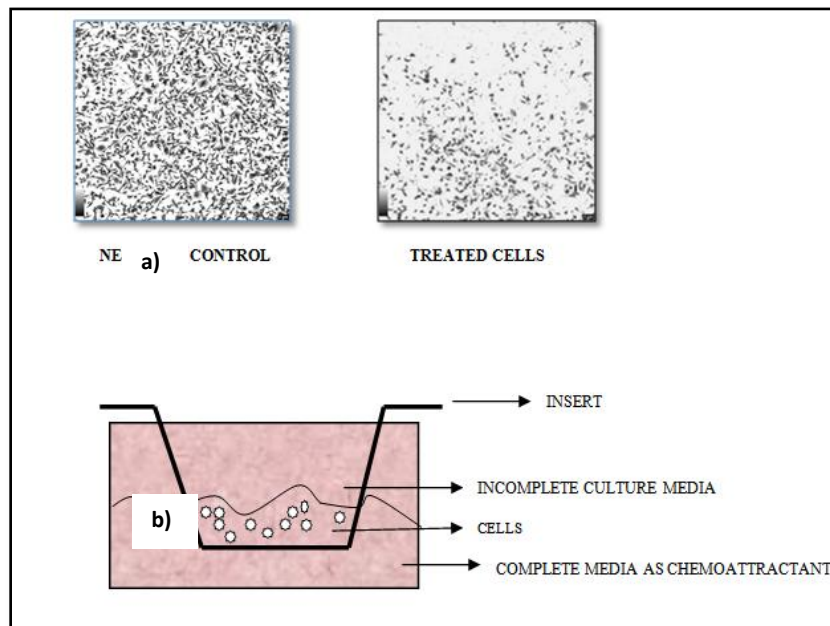 NE a) CONTROL TREATED CELLS
INSERT
INCOMPLETE CULTURE MEDIA
b)
CELLS
COMPLETE MEDIA AS CHEMOATTRACTANT